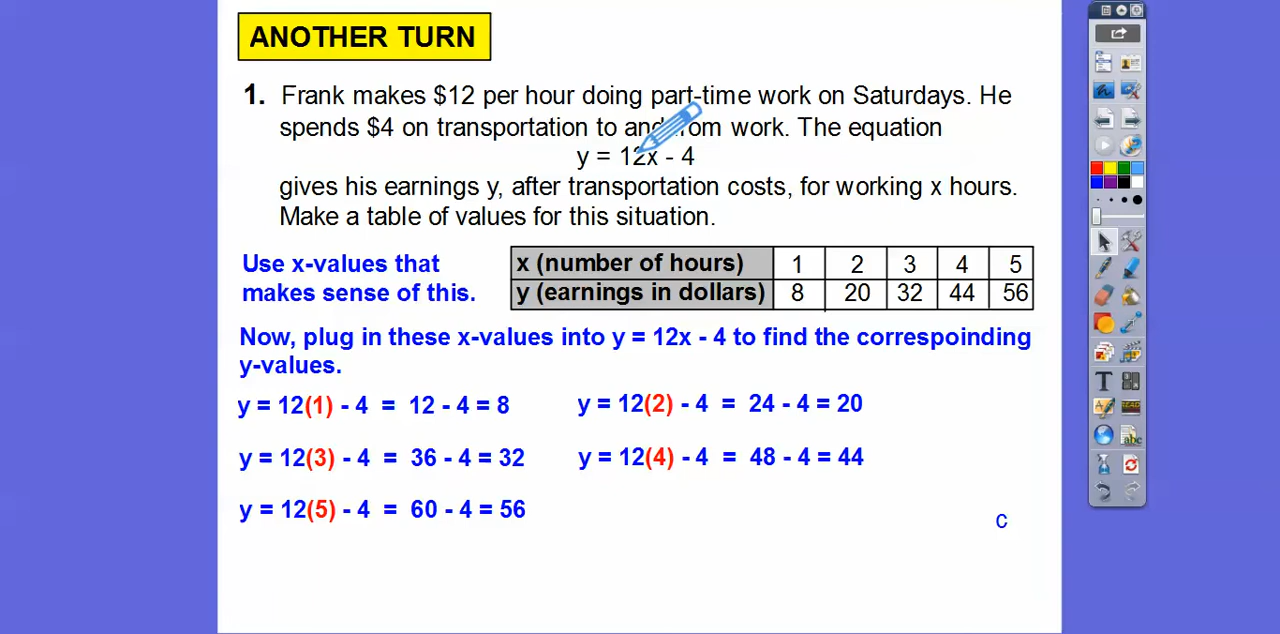 ANOTHER TURN
1. Frank makes $12 per hour doing part-time work on Saturdays. He
spends $4 on transportation to and from work. The equation
y = 12x - 4
gives his earnings y, after transportation costs, for working x hours.
Make a table of values for this situation.
Use x-values that
makes sense of this.
x (number of hours) 1 2 3 4 5
y (earnings in dollars) 8 20 32 44 56
Now, plug in these x-values into y = 12x - 4 to find the correspoinding
y-values.
y = 12(1) - 4 = 12 - 4 = 8
y = 12(2) - 4 = 24 - 4 = 20
y = 12(3) - 4 = 36 - 4 = 32
y = 12(4) - 4 = 48 - 4 = 44
y = 12(5) - 4 = 60 - 4 = 56
c